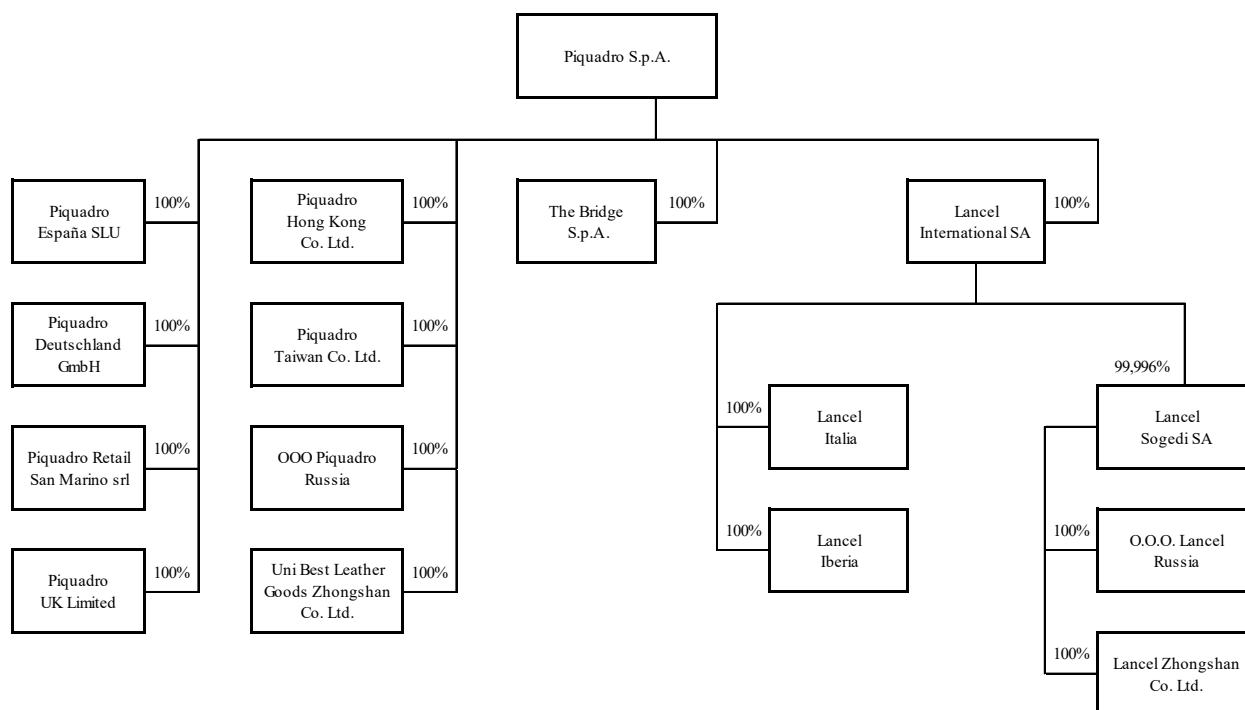 Piquadro S.p.A.
100%
Piquadro
España SLU
100%
Piquadro
Hong Kong
Co. Ltd.
The Bridge
S.p.A.
100%
Lancel
International SA
100%
Piquadro
Deutschland
GmbH
100%
Piquadro
Taiwan Co. Ltd.
100%
99,996%
Piquadro Retail
San Marino srl
100%
OOO Piquadro
Russia
100%
100%
Lancel
Italia
Lancel
Sogedi SA
Piquadro
UK Limited
100%
Uni Best Leather
Goods Zhongshan
Co. Ltd.
100%
100%
Lancel
Iberia
100%
O.O.O. Lancel
Russia
100%
Lancel Zhongshan
Co. Ltd.